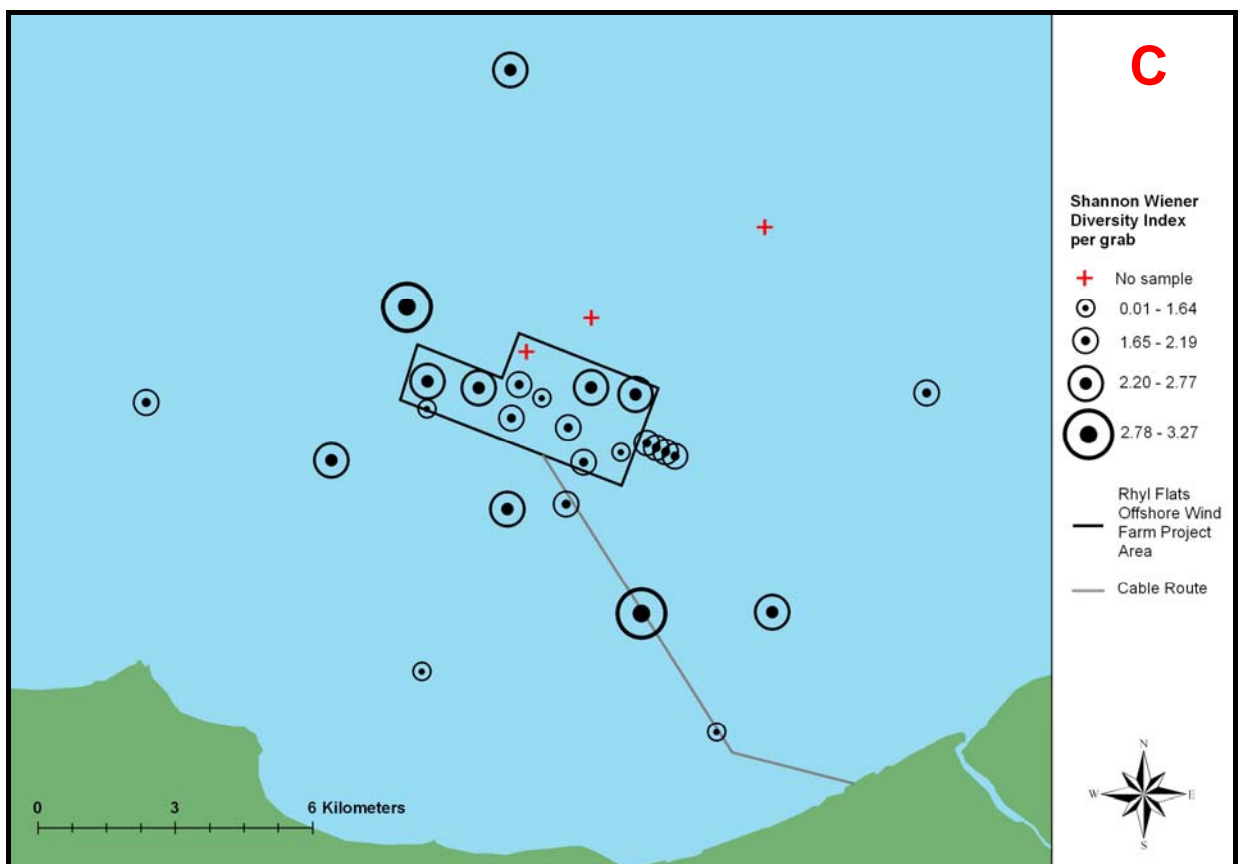 C
Shannon Wiener
Diversity Index
per grab
No sample
0.01 - 1.64
1.65 - 2.19
2.20 - 2.77
2.78 - 3.27
Rhyl Flats
Offshore Wind
Farm Project
Area
Cable Route
N
W E
S
0 3 6 Kilometers